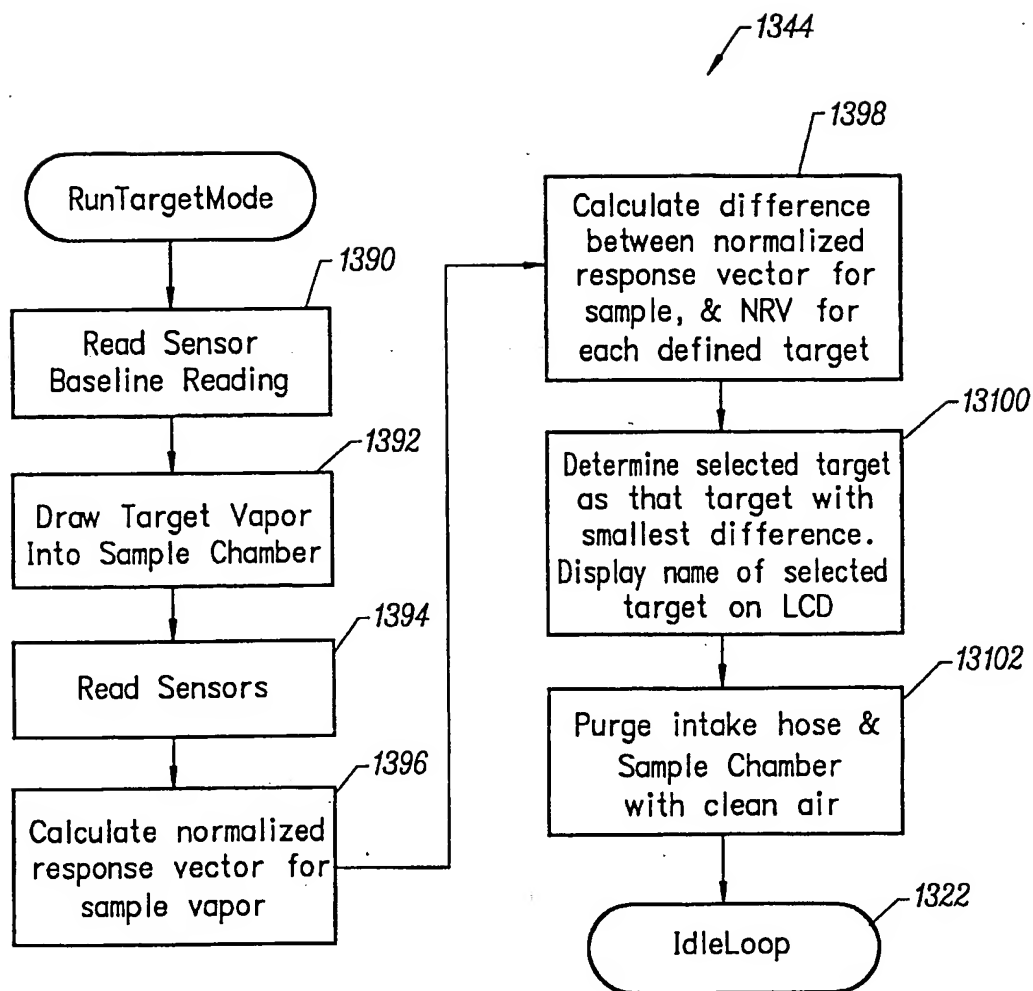 1344
RunTargetMode
1390
Read Sensor
Baseline Reading
1392
Draw Target Vapor
Into Sample Chamber
1394
Read Sensors
1396
Calculate normalized
response vector for
sample vapor
1398
Calculate difference
between normalized
response vector for
sample, & NRV for
each defined target
13100
Determine selected target
as that target with
smallest difference.
Display name of selected
target on LCD
13102
Purge intake hose &
Sample Chamber
with clean air
1322
IdleLoop